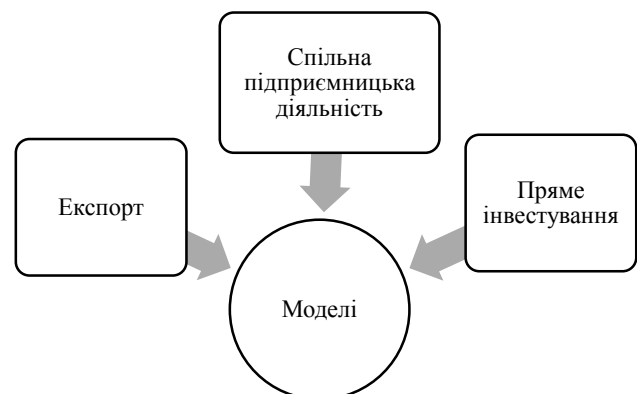 Спільна
підприємницька
діяльність
Експорт
Пряме
інвестування
Моделі